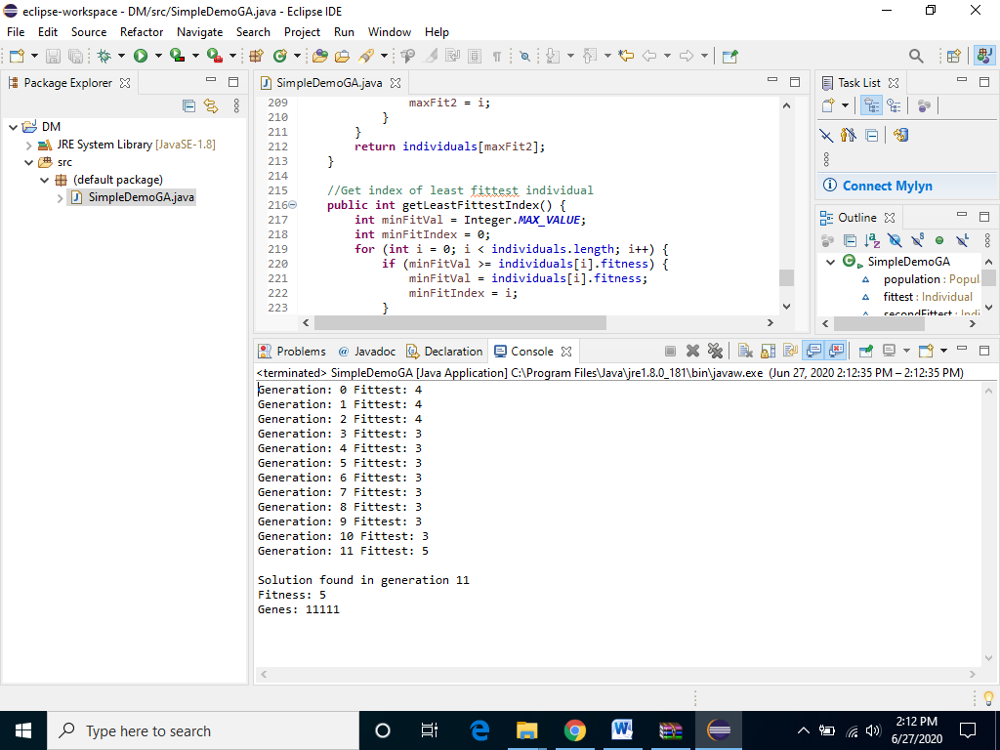 eclipse-workspace - DM/src/SimpleDemoGA.java - Eclipse IDE
File Edit Source Refactor Navigate Search Project Run Window Help
Package Explorer
DM
JRE System Library [JavaSE-1.8]
src
(default package)
SimpleDemoGA.java
SimpleDemoGA.java
209 maxFit2 = i;
210 }
211 }
212 return individuals[maxFit2];
213 }
214
215 //Get index of least fittest individual
216 public int getLeastFittestIndex() {
217 int minFitVal = Integer.MAX_VALUE;
218 int minFitIndex = 0;
219 for (int i = 0; i < individuals.length; i++) {
220 if (minFitVal >= individuals[i].fitness) {
221 minFitVal = individuals[i].fitness;
222 minFitIndex = i;
223 }
Task List
Connect Mylyn
Outline
SimpleDemoGA
population : Popul
fittest : Individual
secondFittest : Indi
Problems @ Javadoc Declaration Console
<terminated> SimpleDemoGA [Java Application] C:\Program Files\Java\jre1.8.0_181\bin\javaw.exe (Jun 27, 2020 2:12:35 PM – 2:12:35 PM)
Generation: 0 Fittest: 4
Generation: 1 Fittest: 4
Generation: 2 Fittest: 4
Generation: 3 Fittest: 3
Generation: 4 Fittest: 3
Generation: 5 Fittest: 3
Generation: 6 Fittest: 3
Generation: 7 Fittest: 3
Generation: 8 Fittest: 3
Generation: 9 Fittest: 3
Generation: 10 Fittest: 3
Generation: 11 Fittest: 5
Solution found in generation 11
Fitness: 5
Genes: 11111
Type here to search
2:12 PM
6/27/2020